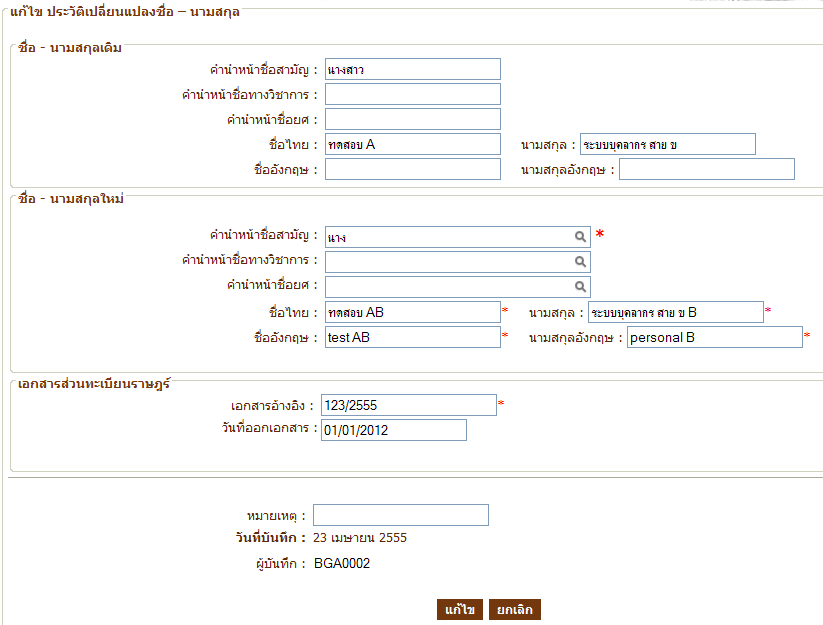 แก้ไข ประวัติเปลี่ยนแปลงชื่อ – นามสกุล
ชื่อ - นามสกุลเดิม
คำนำหน้าชื่อสามัญ : นางสาว
คำนำหน้าชื่อทางวิชาการ :
คำนำหน้าชื่อยศ :
ชื่อไทย : ทดสอบ A นามสกุล : ระบบบุคลากร สาย ข
ชื่ออังกฤษ : นามสกุลอังกฤษ :
ชื่อ - นามสกุลใหม่
คำนำหน้าชื่อสามัญ : นาง *
คำนำหน้าชื่อทางวิชาการ :
คำนำหน้าชื่อยศ :
ชื่อไทย : ทดสอบ AB * นามสกุล : ระบบบุคลากร สาย ข B *
ชื่ออังกฤษ : test AB * นามสกุลอังกฤษ : personal B *
เอกสารส่วนทะเบียนราษฎร์
เอกสารอ้างอิง : 123/2555 *
วันที่ออกเอกสาร : 01/01/2012
หมายเหตุ :
วันที่บันทึก : 23 เมษายน 2555
ผู้บันทึก : BGA0002
แก้ไข ยกเลิก